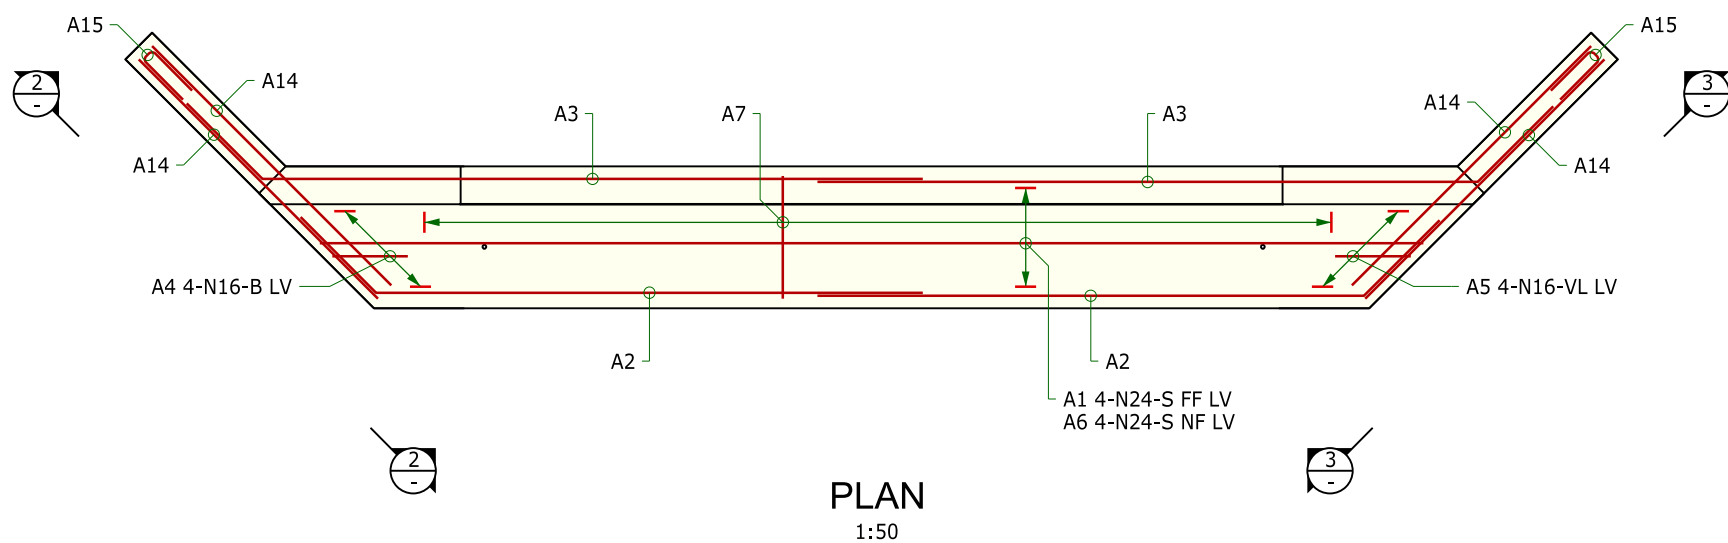 A15
A15
2
-
A14
3
-
A14
A3
A7
A3
A14
A14
A4 4-N16-B LV
A5 4-N16-VL LV
A2
A2
A1 4-N24-S FF LV
A6 4-N24-S NF LV
2
-
3
-
PLAN
1:50